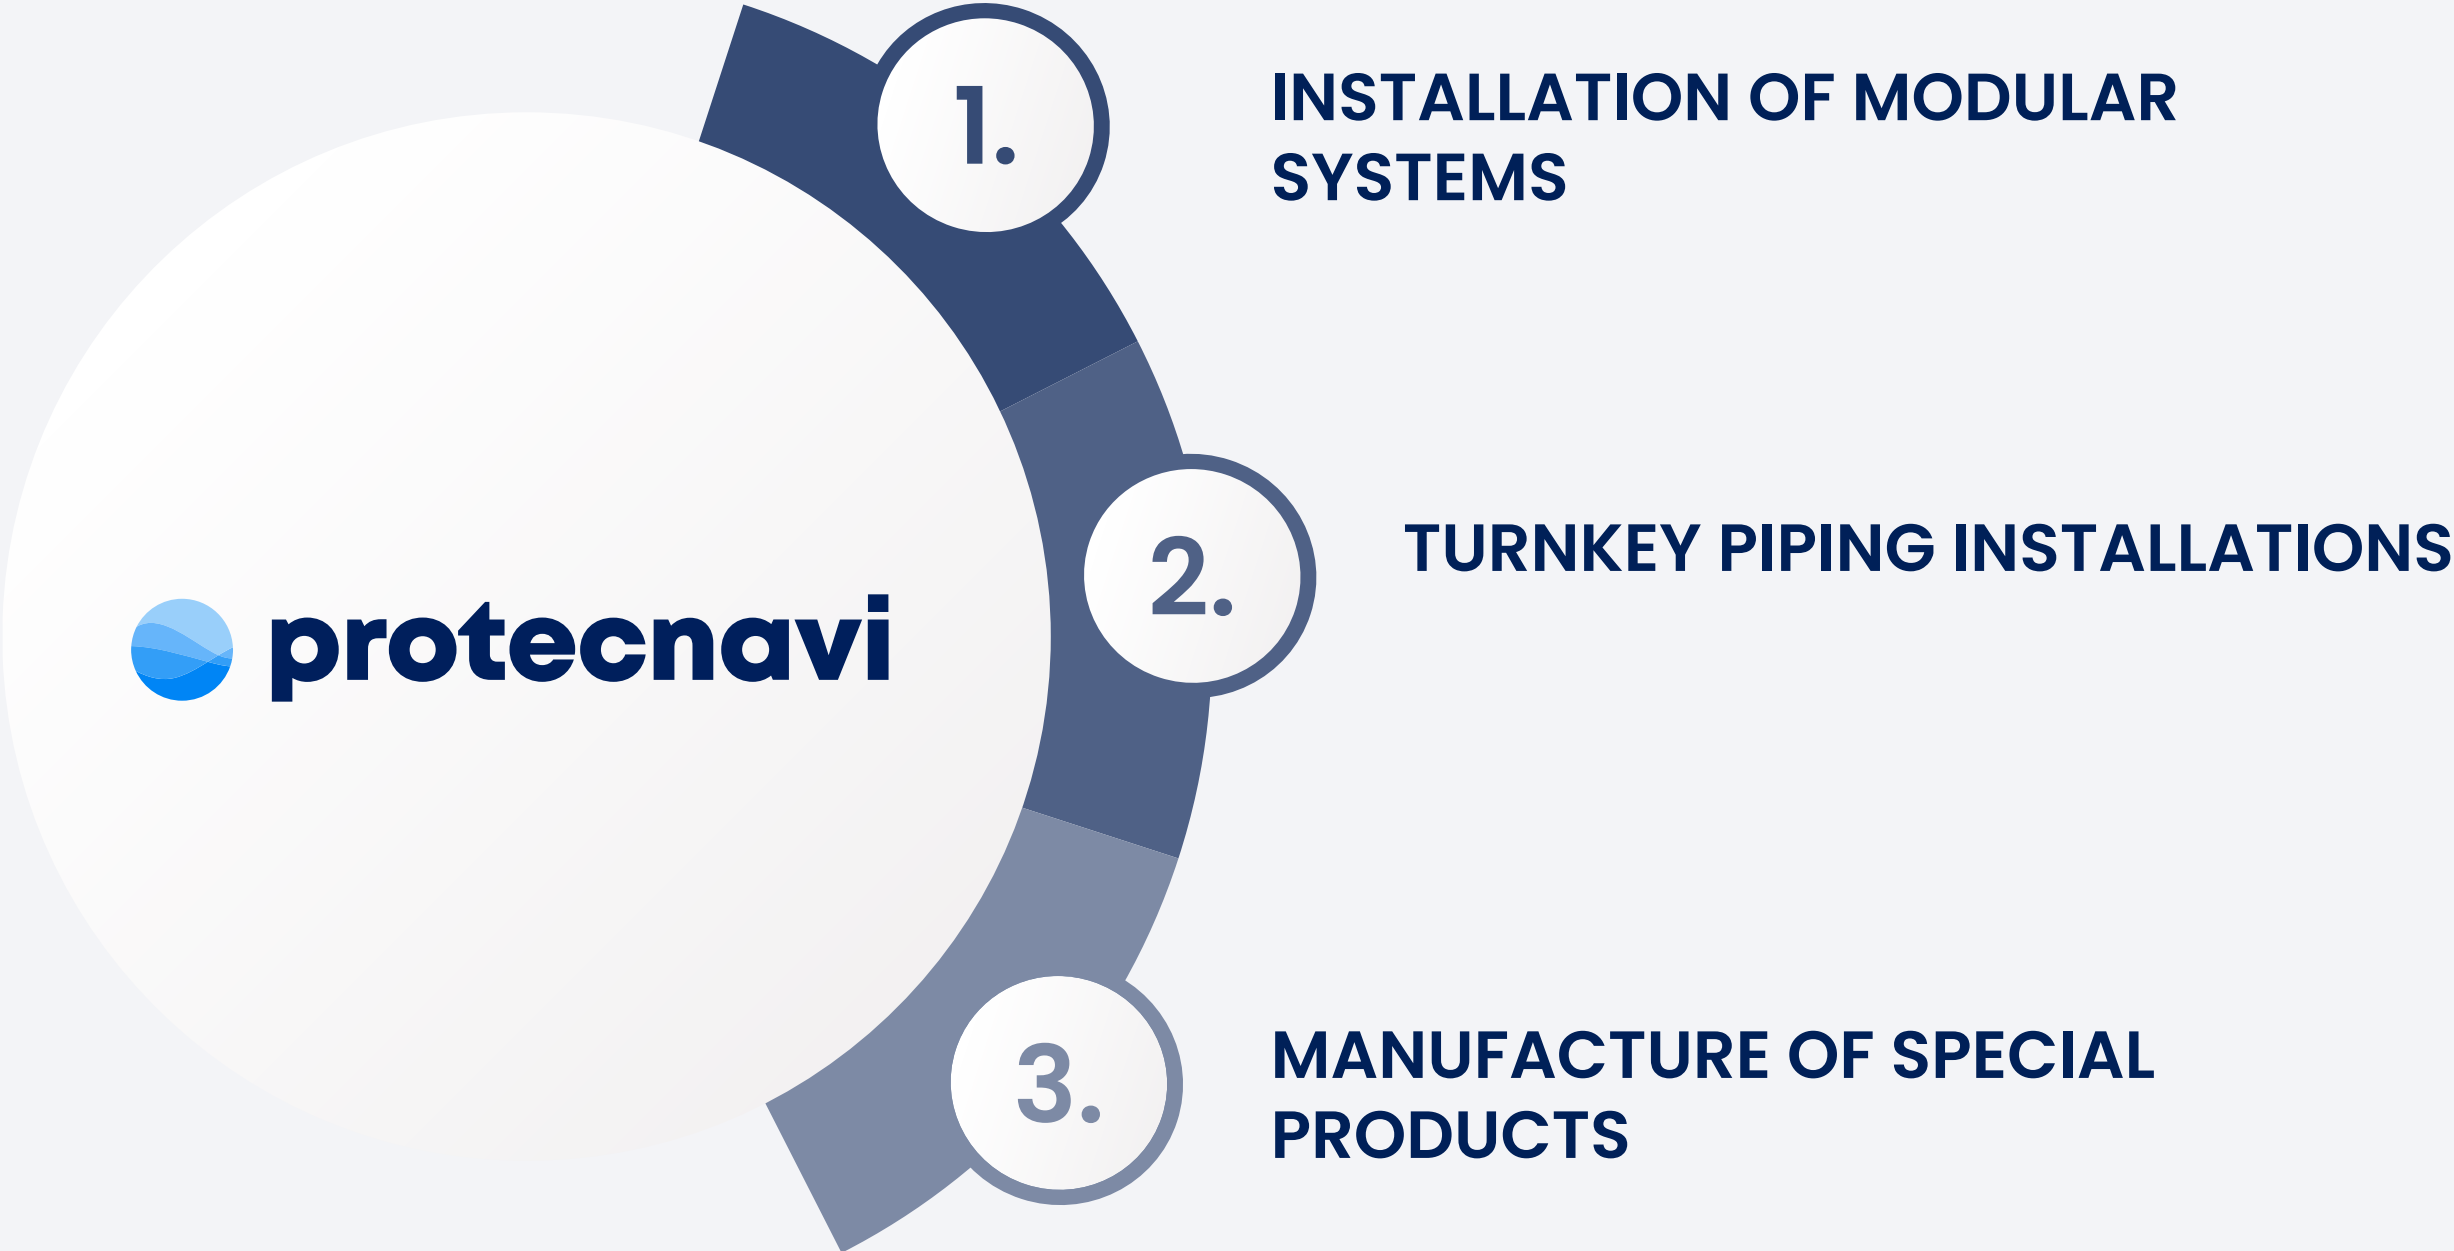 1.
INSTALLATION OF MODULAR
SYSTEMS
2.
TURNKEY PIPING INSTALLATIONS
protecnavi
3.
MANUFACTURE OF SPECIAL
PRODUCTS